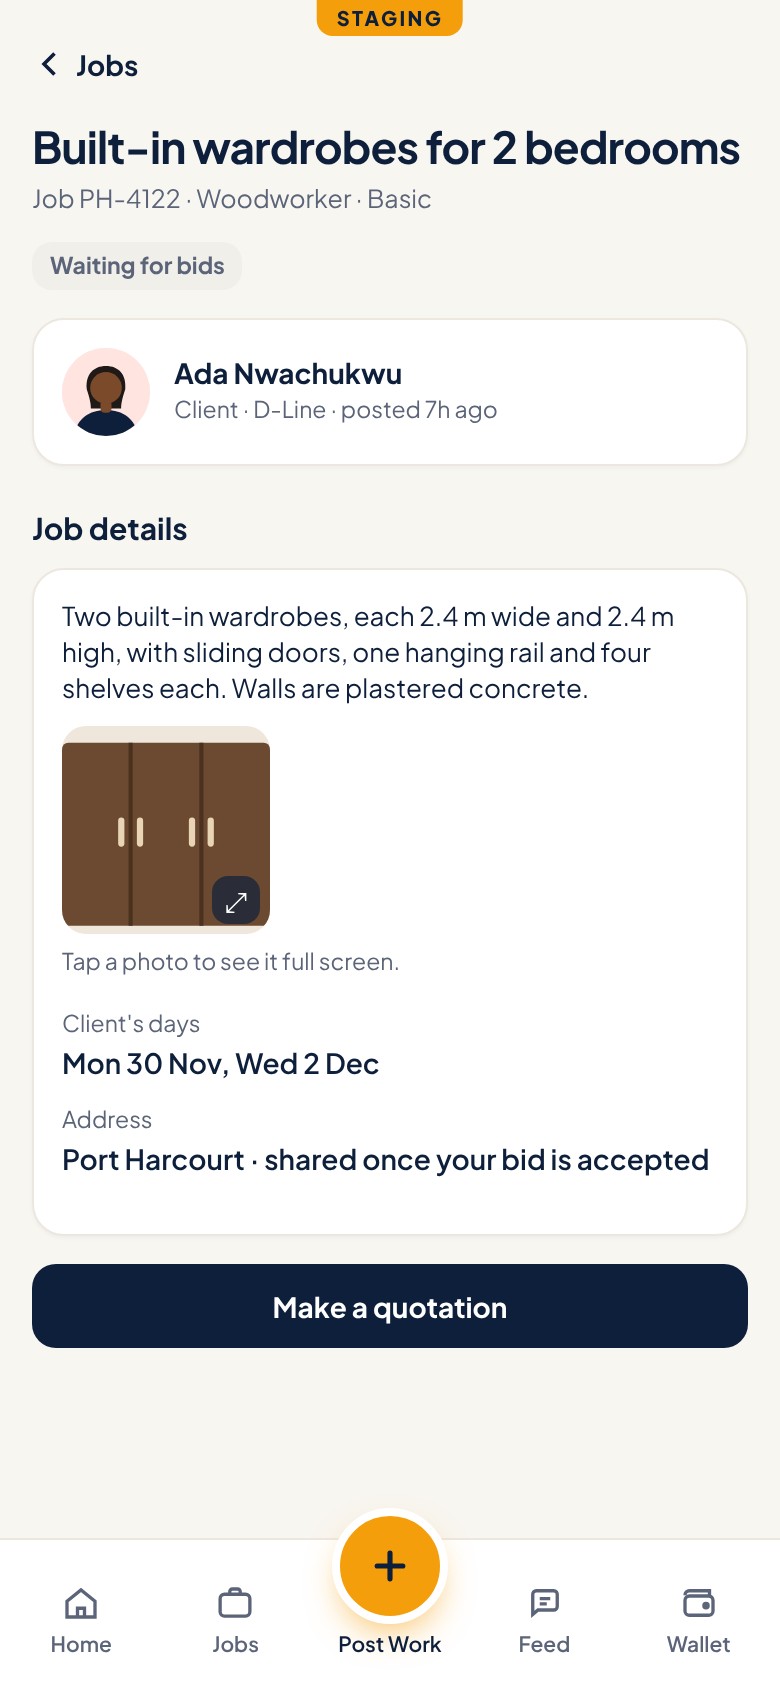 STAGING
Jobs
Built-in wardrobes for 2 bedrooms
Job PH-4122 · Woodworker · Basic
Waiting for bids
Ada Nwachukwu
Client · D-Line · posted 7h ago
Job details
Two built-in wardrobes, each 2.4 m wide and 2.4 m
high, with sliding doors, one hanging rail and four
shelves each. Walls are plastered concrete.
Tap a photo to see it full screen.
Client's days
Mon 30 Nov, Wed 2 Dec
Address
Port Harcourt · shared once your bid is accepted
Make a quotation
Home
Jobs
Post Work
Feed
Wallet